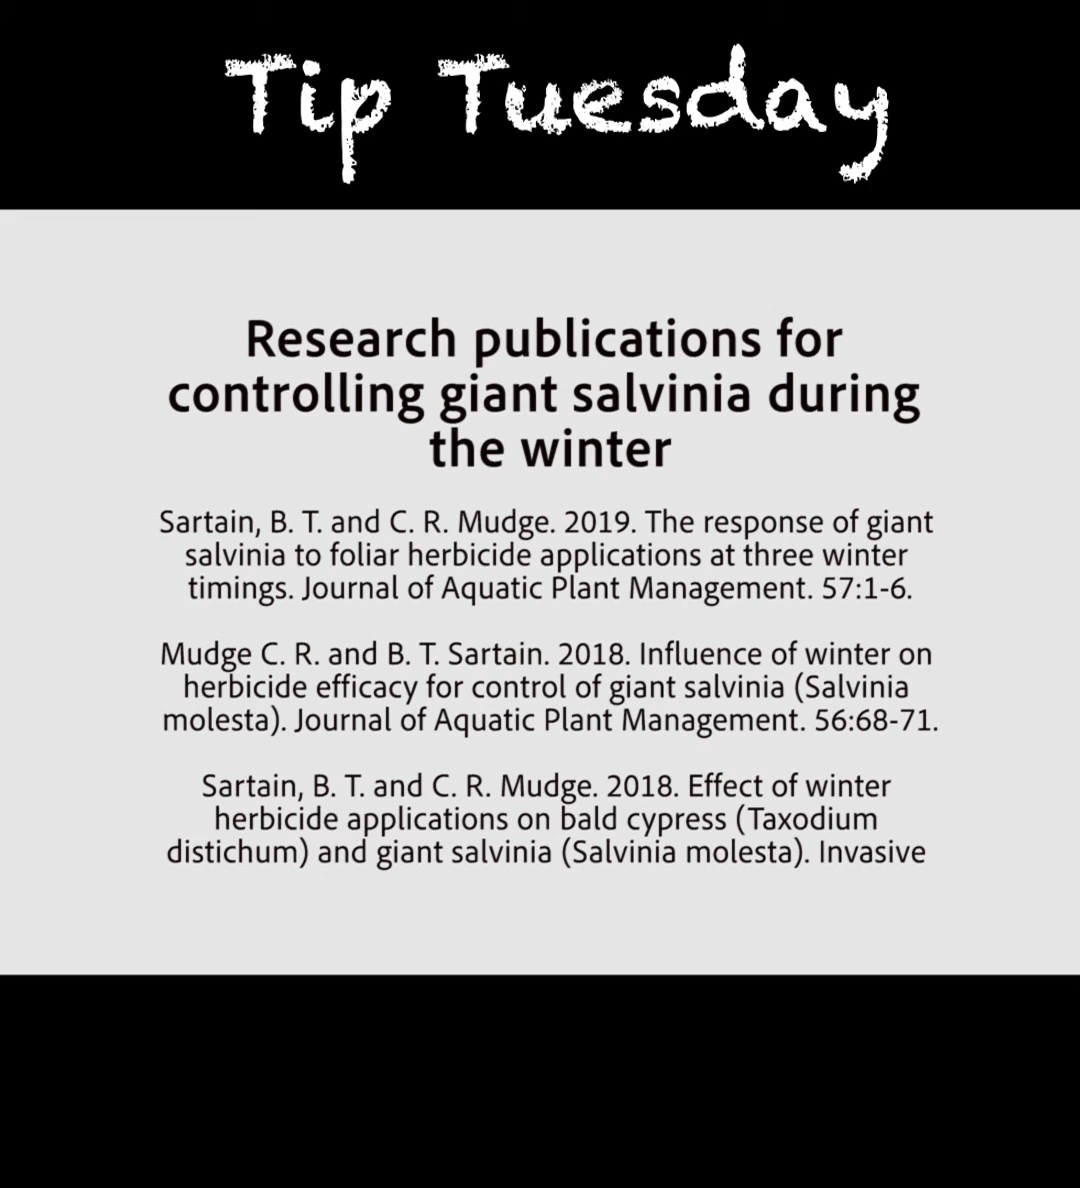 Tip Tuesday
Research publications for
controlling giant salvinia during
the winter
Sartain, B. T. and C. R. Mudge. 2019. The response of giant
salvinia to foliar herbicide applications at three winter
timings. Journal of Aquatic Plant Management. 57:1-6.
Mudge C. R. and B. T. Sartain. 2018. Influence of winter on
herbicide efficacy for control of giant salvinia (Salvinia
molesta). Journal of Aquatic Plant Management. 56:68-71.
Sartain, B. T. and C. R. Mudge. 2018. Effect of winter
herbicide applications on bald cypress (Taxodium
distichum) and giant salvinia (Salvinia molesta). Invasive